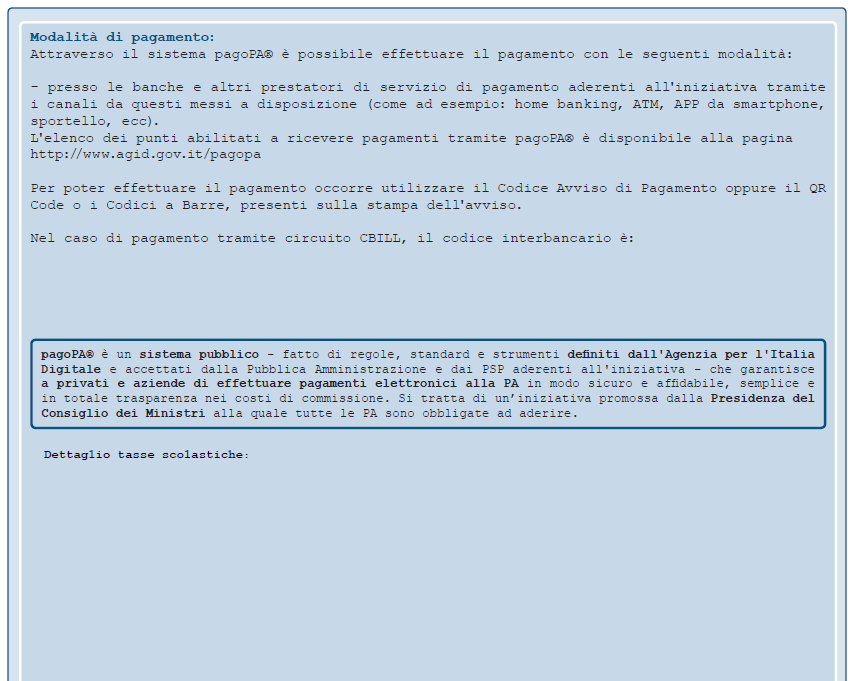 Modalità di pagamento:
Attraverso il sistema pagoPA® è possibile effettuare il pagamento con le seguenti modalità:
- presso le banche e altri prestatori di servizio di pagamento aderenti all'iniziativa tramite
i canali da questi messi a disposizione (come ad esempio: home banking, ATM, APP da smartphone,
sportello, ecc).
L'elenco dei punti abilitati a ricevere pagamenti tramite pagoPA® è disponibile alla pagina
http://www.agid.gov.it/pagopa
Per poter effettuare il pagamento occorre utilizzare il Codice Avviso di Pagamento oppure il QR
Code o i Codici a Barre, presenti sulla stampa dell'avviso.
Nel caso di pagamento tramite circuito CBILL, il codice interbancario è:
pagoPA® è un sistema pubblico - fatto di regole, standard e strumenti definiti dall'Agenzia per l'Italia
Digitale e accettati dalla Pubblica Amministrazione e dai PSP aderenti all'iniziativa - che garantisce
a privati e aziende di effettuare pagamenti elettronici alla PA in modo sicuro e affidabile, semplice e
in totale trasparenza nei costi di commissione. Si tratta di un’iniziativa promossa dalla Presidenza del
Consiglio dei Ministri alla quale tutte le PA sono obbligate ad aderire.
Dettaglio tasse scolastiche: